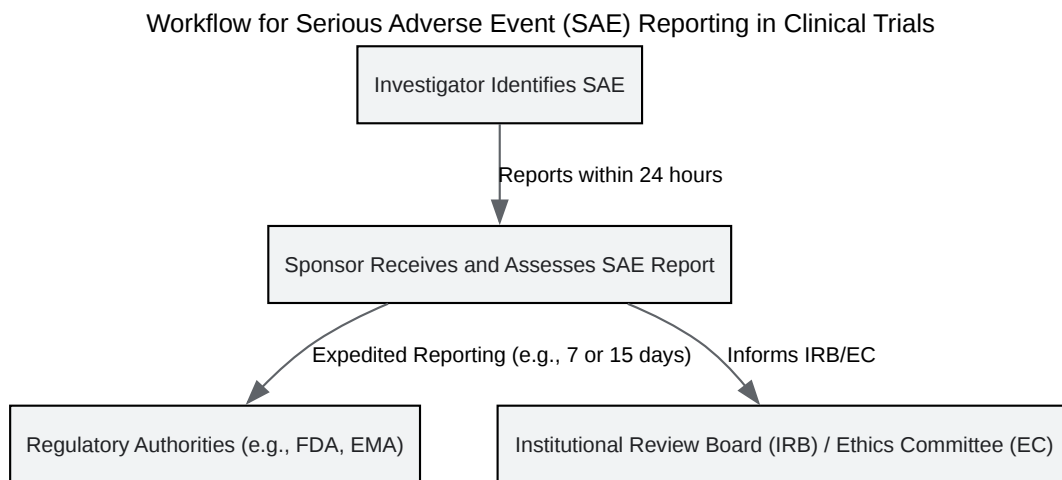 Workflow for Serious Adverse Event (SAE) Reporting in Clinical Trials
Investigator Identifies SAE
Reports within 24 hours
Sponsor Receives and Assesses SAE Report
Expedited Reporting (e.g., 7 or 15 days)
Informs IRB/EC
Regulatory Authorities (e.g., FDA, EMA)
Institutional Review Board (IRB) / Ethics Committee (EC)